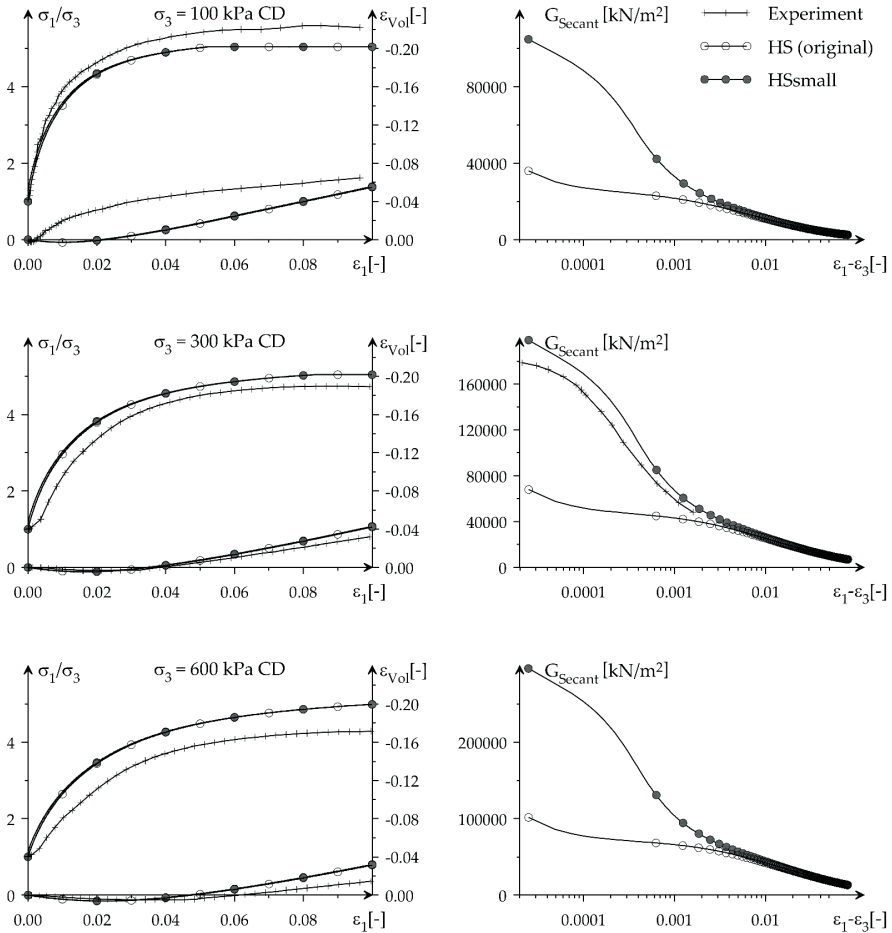 σ1/σ3 σ3 = 100 kPa CD εVol[-]
-0.20
4 -0.16
-0.12
2 -0.08
-0.04
0 0.00
0.00 0.02 0.04 0.06 0.08 ε1[-]
GSecant [kN/m²]
Experiment
HS (original)
HSsmall
80000
40000
0
0.0001 0.001 0.01 ε1-ε3[-]
σ1/σ3 σ3 = 300 kPa CD εVol[-]
-0.20
4 -0.16
-0.12
2 -0.08
-0.04
0 0.00
0.00 0.02 0.04 0.06 0.08 ε1[-]
GSecant [kN/m²]
160000
120000
80000
40000
0
0.0001 0.001 0.01 ε1-ε3[-]
σ1/σ3 σ3 = 600 kPa CD εVol[-]
-0.20
4 -0.16
-0.12
2 -0.08
-0.04
0 0.00
0.00 0.02 0.04 0.06 0.08 ε1[-]
GSecant [kN/m²]
200000
100000
0
0.0001 0.001 0.01 ε1-ε3[-]